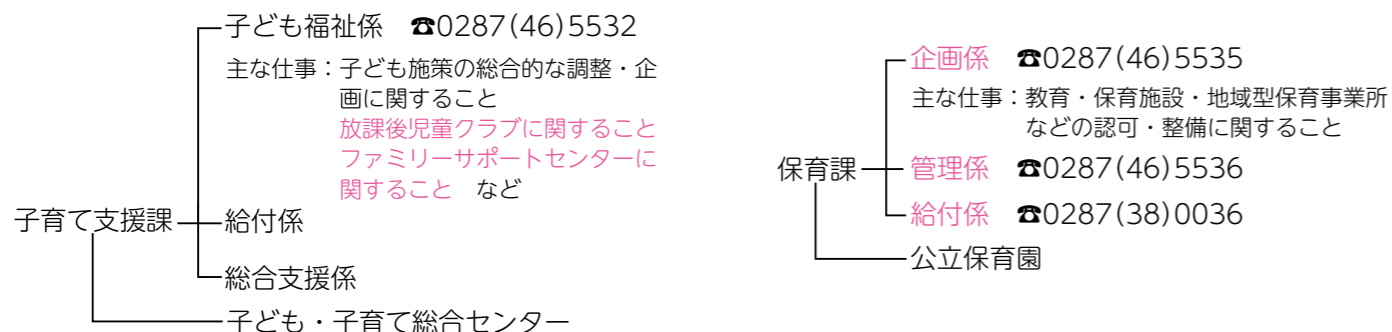 子ども福祉係　☎0287(46)5532
主な仕事：子ども施策の総合的な調整・企
画に関すること
放課後児童クラブに関すること
ファミリーサポートセンターに
関すること　など
子育て支援課
給付係
総合支援係
子ども・子育て総合センター
企画係　☎0287(46)5535
主な仕事：教育・保育施設・地域型保育事業所
などの認可・整備に関すること
保育課
管理係　☎0287(46)5536
給付係　☎0287(38)0036
公立保育園